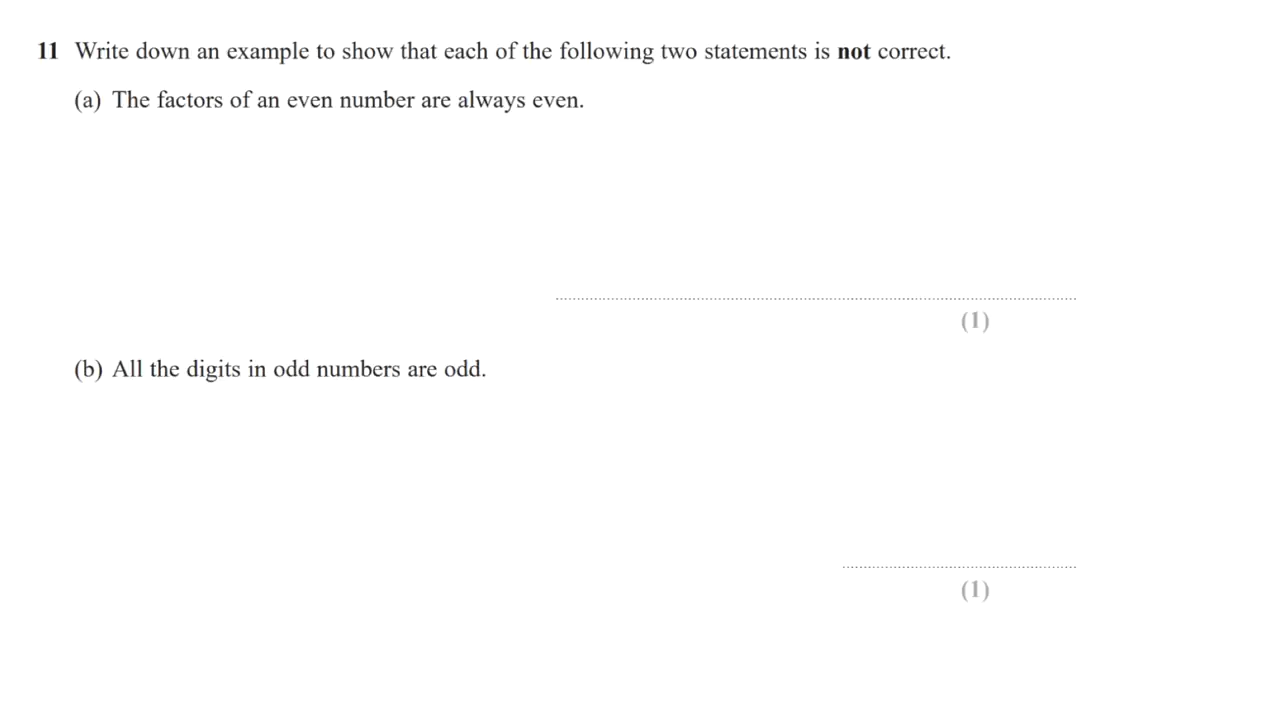 11 Write down an example to show that each of the following two statements is not correct.
(a) The factors of an even number are always even.
(1)
(b) All the digits in odd numbers are odd.
(1)